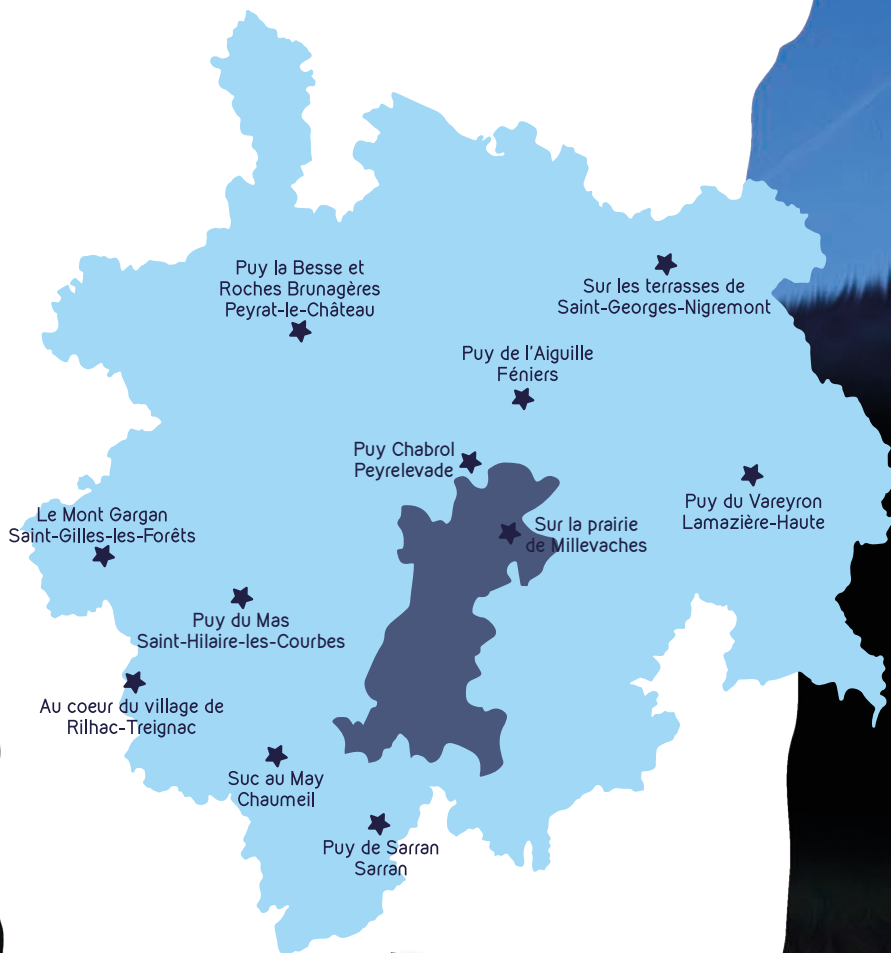 Puy la Besse et
Roches Brunagères
Peyrat-le-Château
Sur les terrasses de
Saint-Georges-Nigremont
Puy de l'Aiguille
Féniers
Puy Chabrol
Peyrelevade
Puy du Vareyron
Lamazière-Haute
Le Mont Gargan
Saint-Gilles-les-Forêts
Sur la prairie
de Millevaches
Puy du Mas
Saint-Hilaire-les-Courbes
Au coeur du village de
Rilhac-Treignac
Suc au May
Chaumeil
Puy de Sarran
Sarran